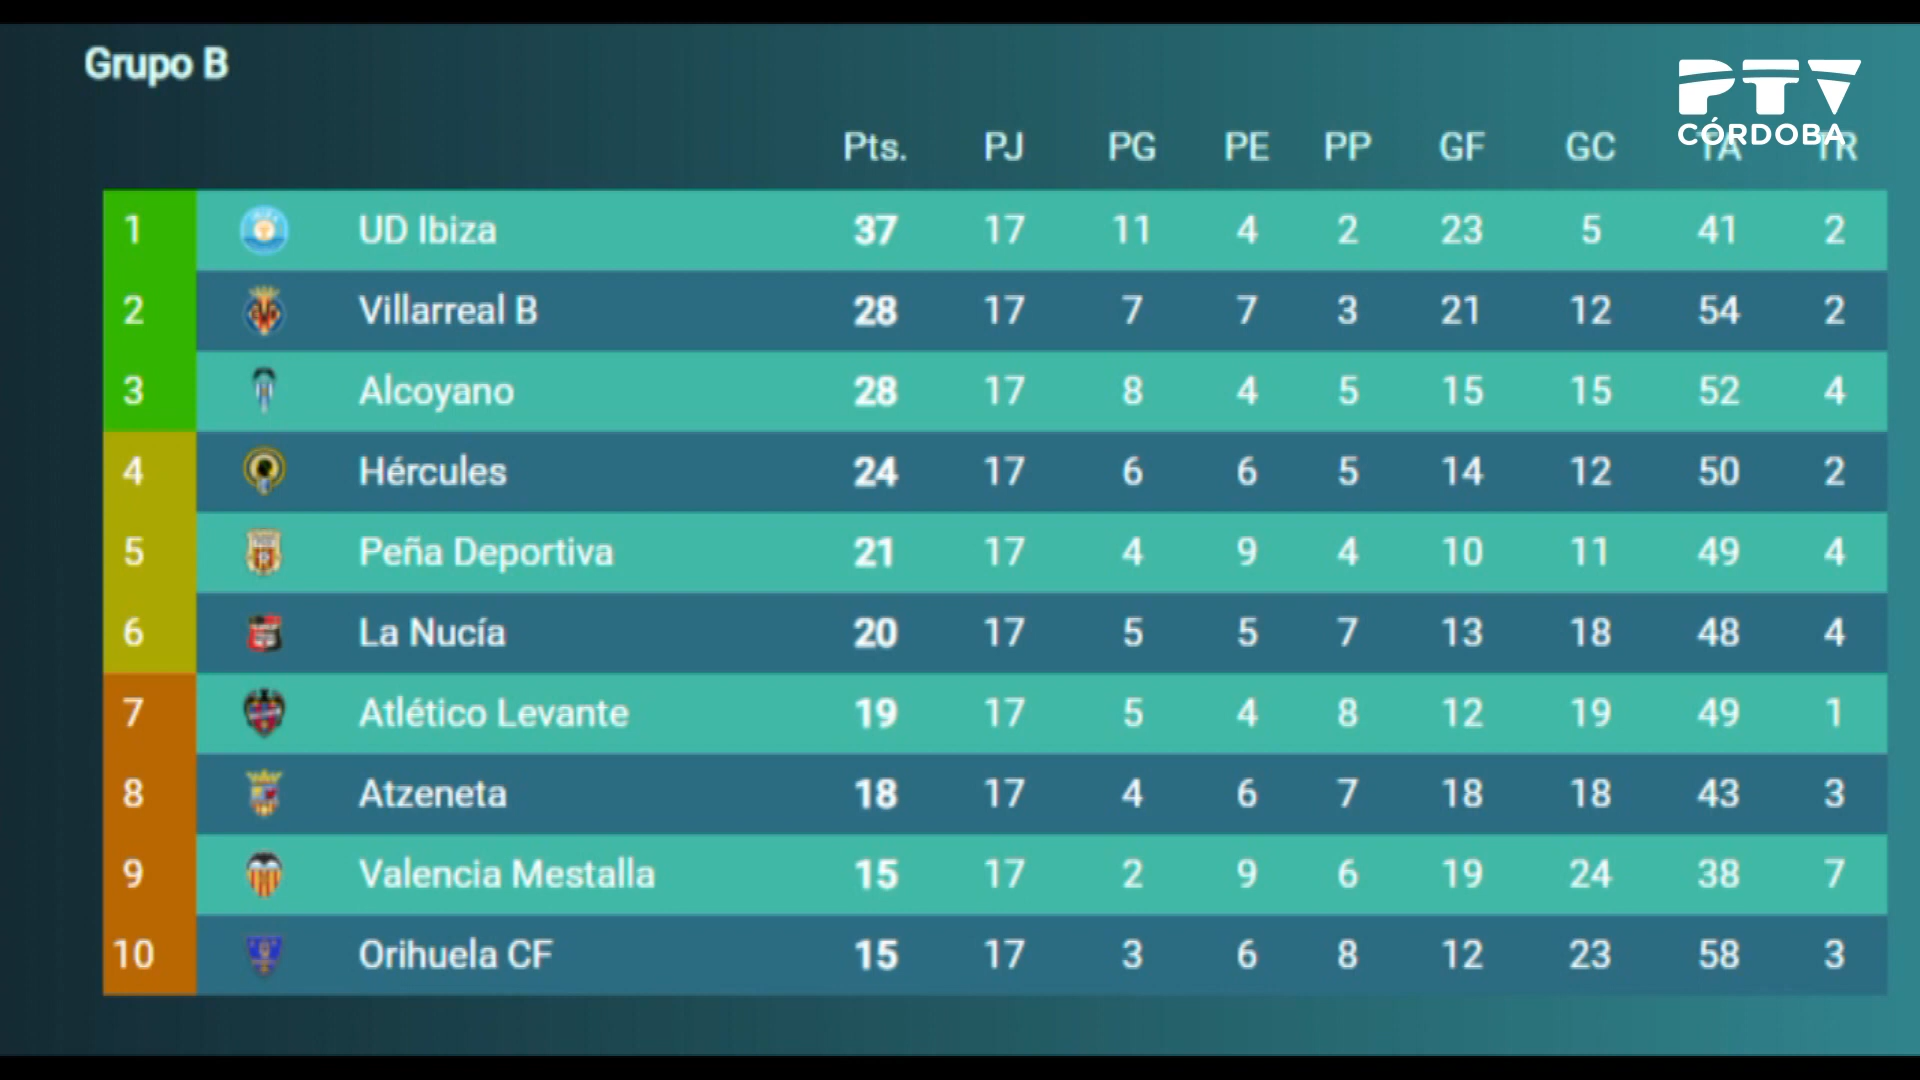 Grupo B
PTV
CÓRDOBA
Pts. PJ PG PE PP GF GC TA TR
1 UD Ibiza 37 17 11 4 2 23 5 41 2
2 Villarreal B 28 17 7 7 3 21 12 54 2
3 Alcoyano 28 17 8 4 5 15 15 52 4
4 Hércules 24 17 6 6 5 14 12 50 2
5 Peña Deportiva 21 17 4 9 4 10 11 49 4
6 La Nucía 20 17 5 5 7 13 18 48 4
7 Atlético Levante 19 17 5 4 8 12 19 49 1
8 Atzeneta 18 17 4 6 7 18 18 43 3
9 Valencia Mestalla 15 17 2 9 6 19 24 38 7
10 Orihuela CF 15 17 3 6 8 12 23 58 3